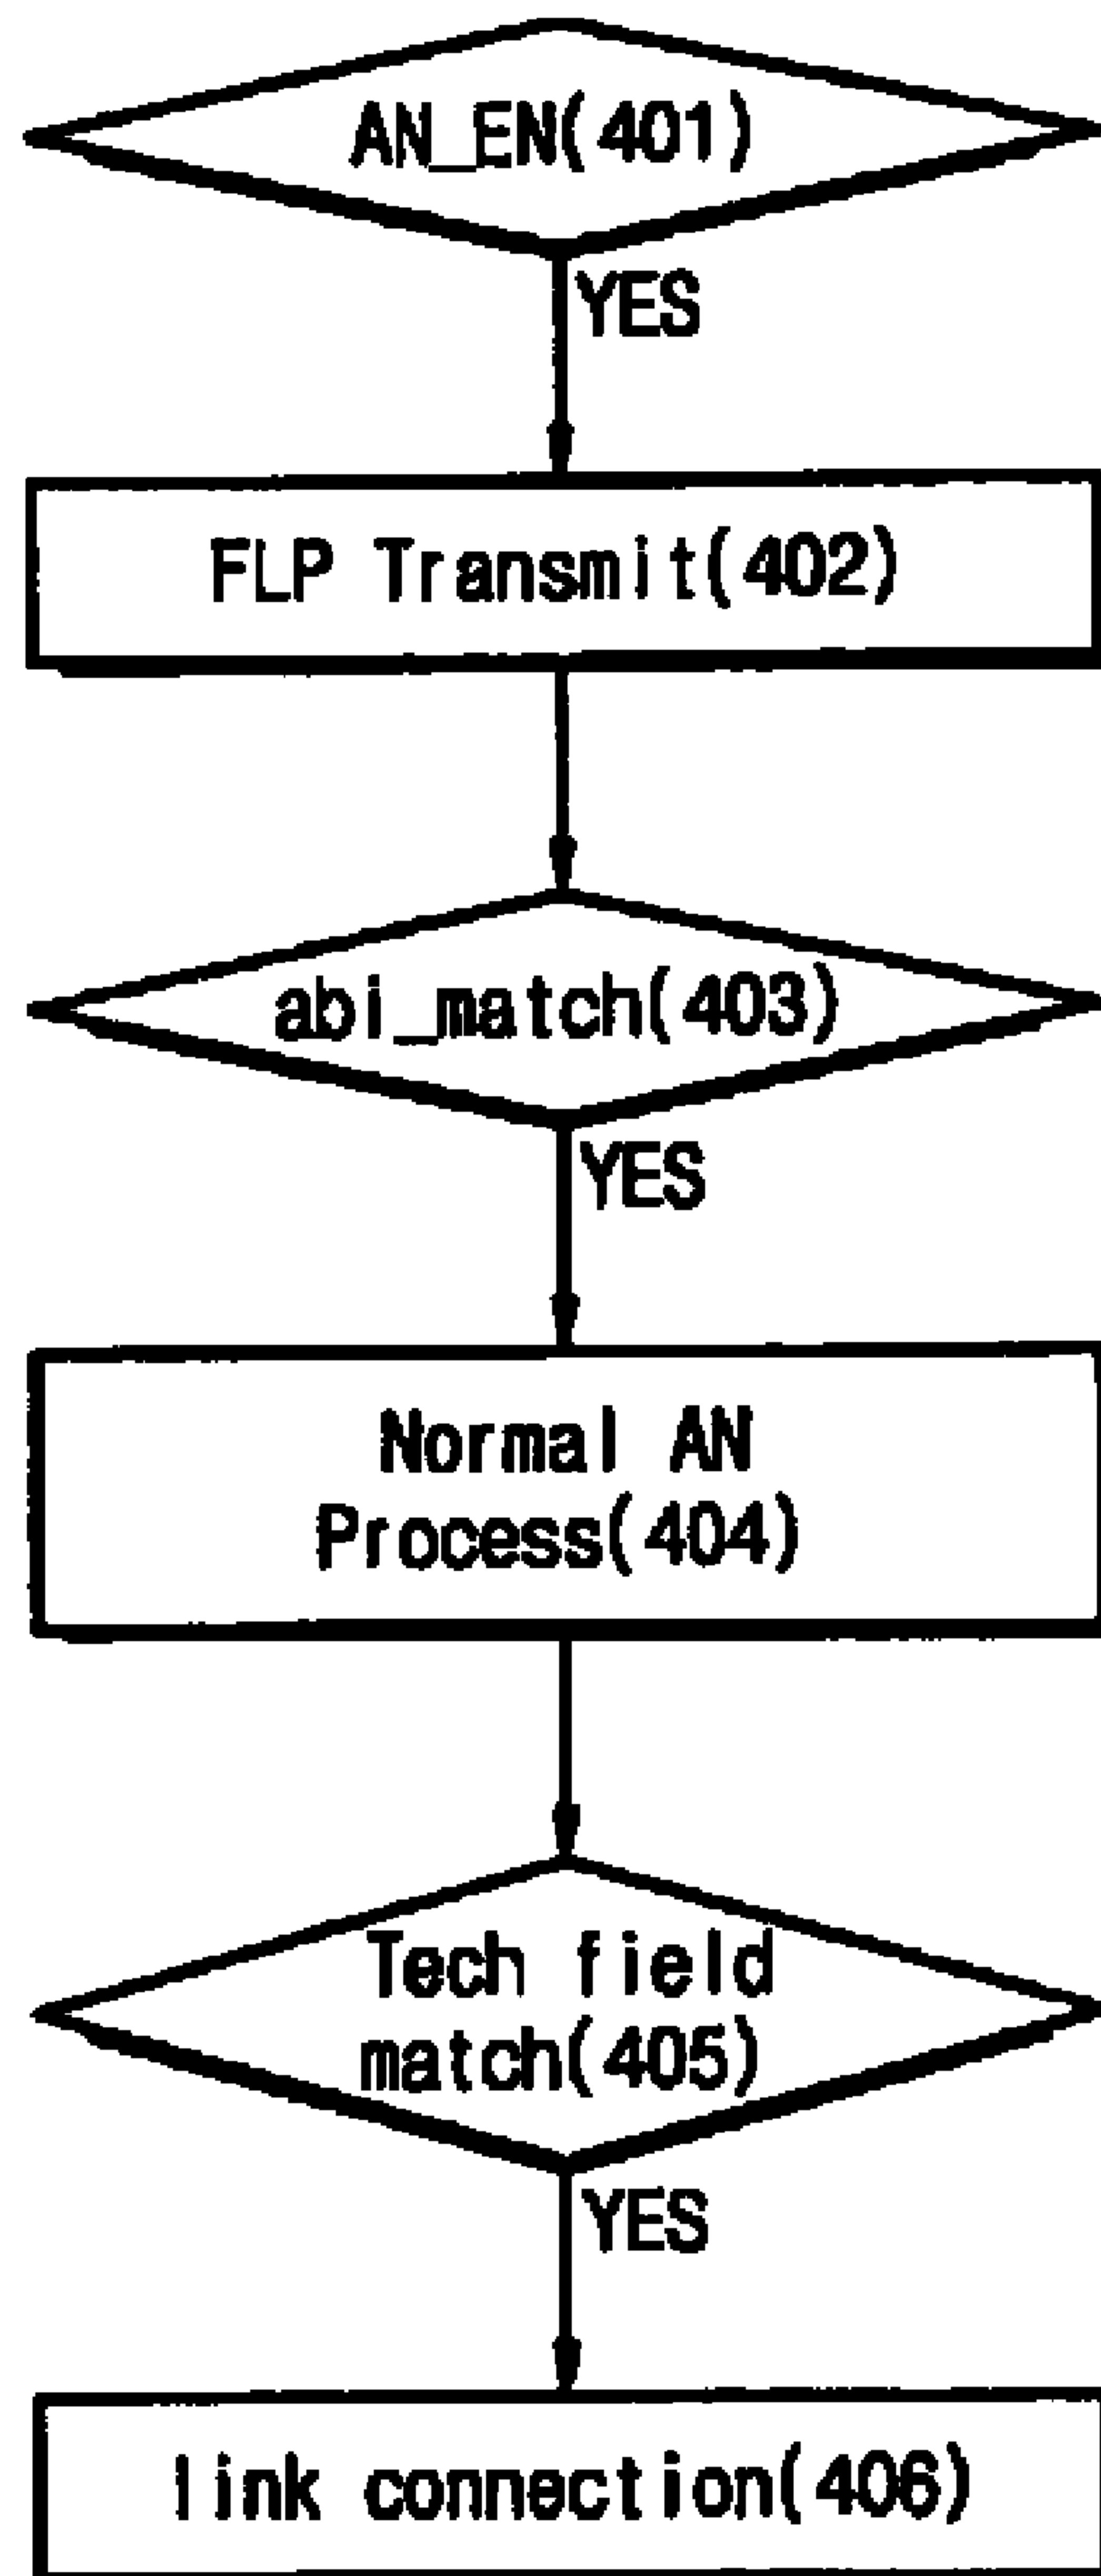 AN_EN(401)
YES
FLP Transmit(402)
abi_match(403)
YES
Normal AN
Process(404)
Tech field
match(405)
YES
link connection(406)